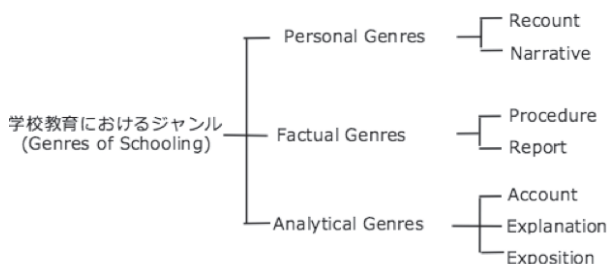 学校教育におけるジャンル
(Genres of Schooling)
Personal Genres
Recount
Narrative
Factual Genres
Procedure
Report
Analytical Genres
Account
Explanation
Exposition